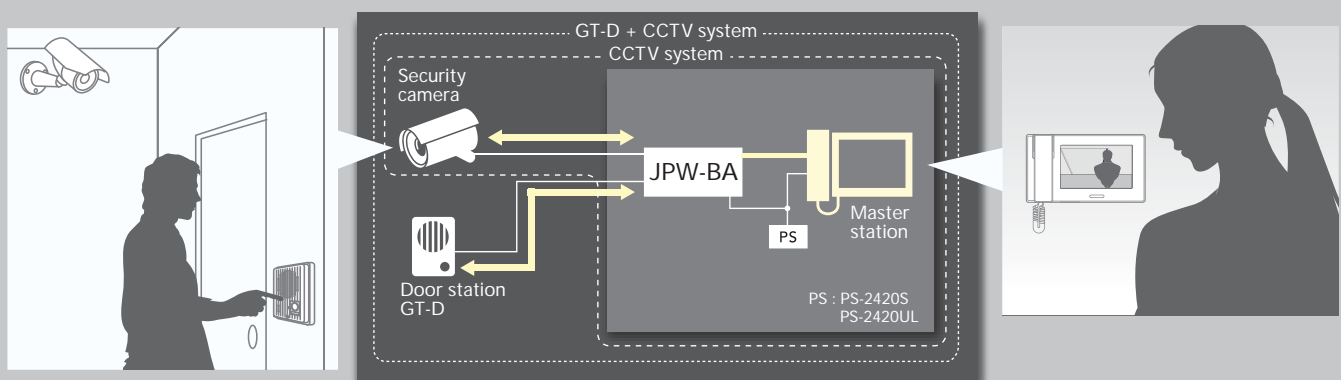 GT-D + CCTV system
CCTV system
Security
camera
JPW-BA
Master
station
PS
Door station
GT-D
PS : PS-2420S
PS-2420UL